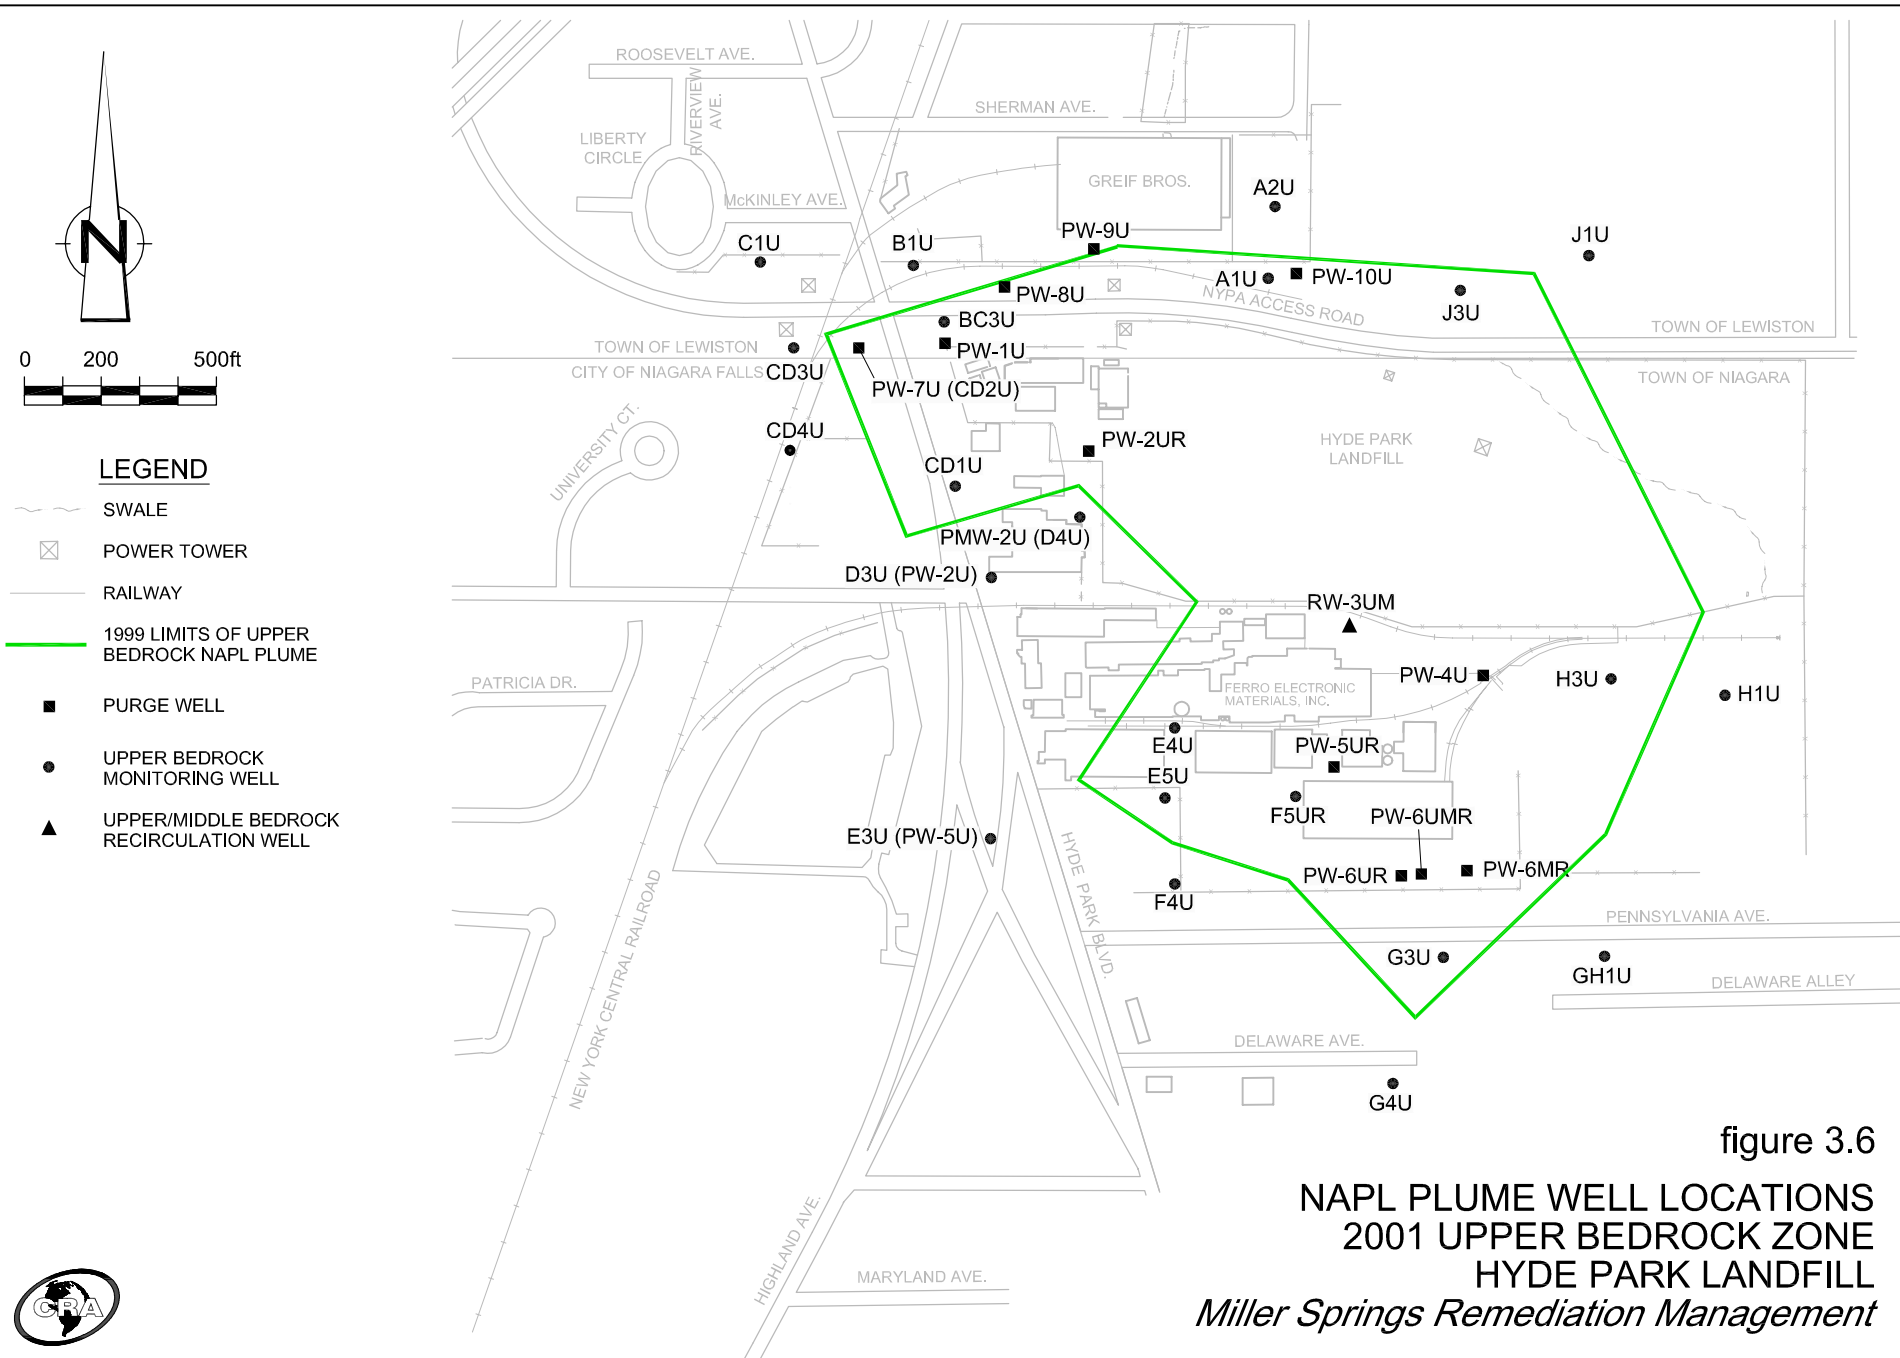 ROOSEVELT AVE.
RIVERVIEW
AVE.
SHERMAN AVE.
LIBERTY
CIRCLE
McKINLEY AVE.
GREIF BROS.
A2U
N
C1U
B1U
PW-9U
J1U
A1U
PW-10U
PW-8U
NYPA ACCESS ROAD
J3U
BC3U
TOWN OF LEWISTON
TOWN OF LEWISTON
PW-1U
0 200 500ft
CITY OF NIAGARA FALLS
CD3U
TOWN OF NIAGARA
PW-7U (CD2U)
UNIVERSITY CT.
CD4U
PW-2UR
HYDE PARK
LANDFILL
CD1U
LEGEND
SWALE
POWER TOWER
RAILWAY
1999 LIMITS OF UPPER
BEDROCK NAPL PLUME
PURGE WELL
UPPER BEDROCK
MONITORING WELL
UPPER/MIDDLE BEDROCK
RECIRCULATION WELL
PMW-2U (D4U)
D3U (PW-2U)
RW-3UM
PATRICIA DR.
PW-4U
H3U
H1U
FERRO ELECTRONIC
MATERIALS, INC.
E4U
PW-5UR
E5U
F5UR
PW-6UMR
E3U (PW-5U)
HYDE PARK BLVD.
PW-6UR
PW-6MR
F4U
NEW YORK CENTRAL RAILROAD
PENNSYLVANIA AVE.
G3U
GH1U
DELAWARE ALLEY
DELAWARE AVE.
G4U
HIGHLAND AVE.
MARYLAND AVE.
figure 3.6
NAPL PLUME WELL LOCATIONS
2001 UPPER BEDROCK ZONE
HYDE PARK LANDFILL
Miller Springs Remediation Management
CRA